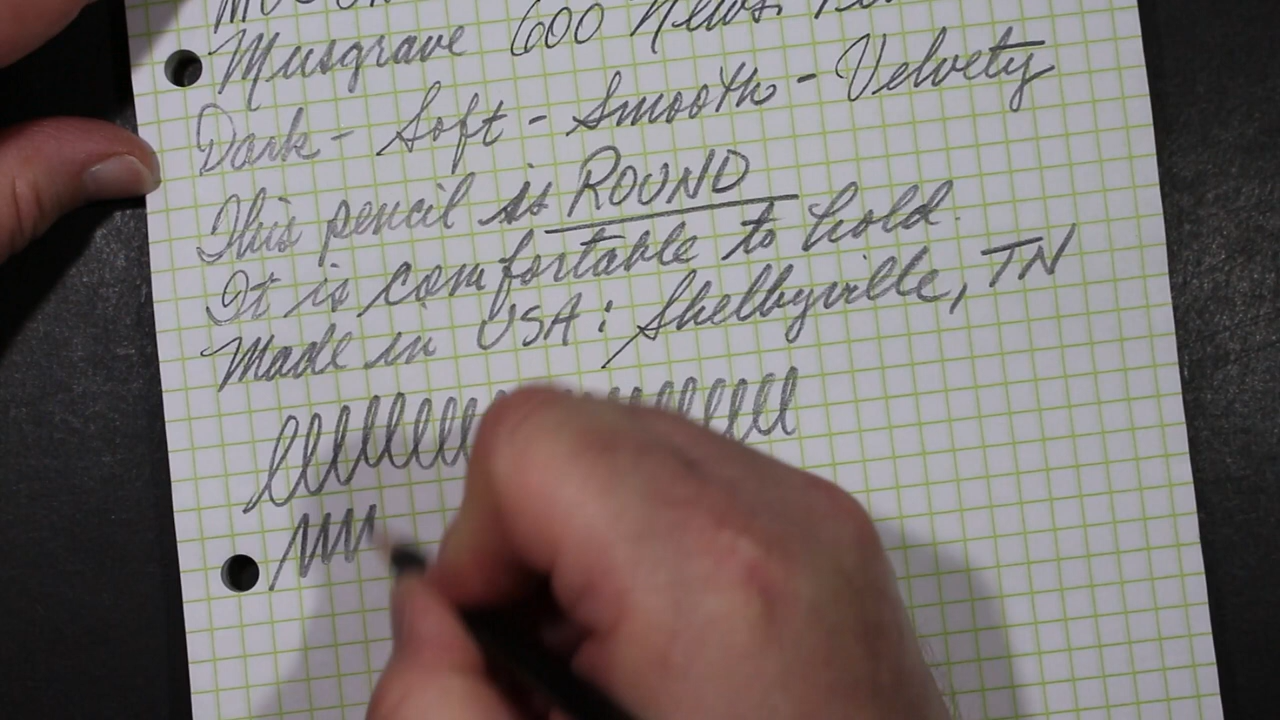 Musgrave 600 News
Dark - Soft - Smooth - Velvety
This pencil is ROUND
It is comfortable to hold.
Made in USA: Shelbyville, TN